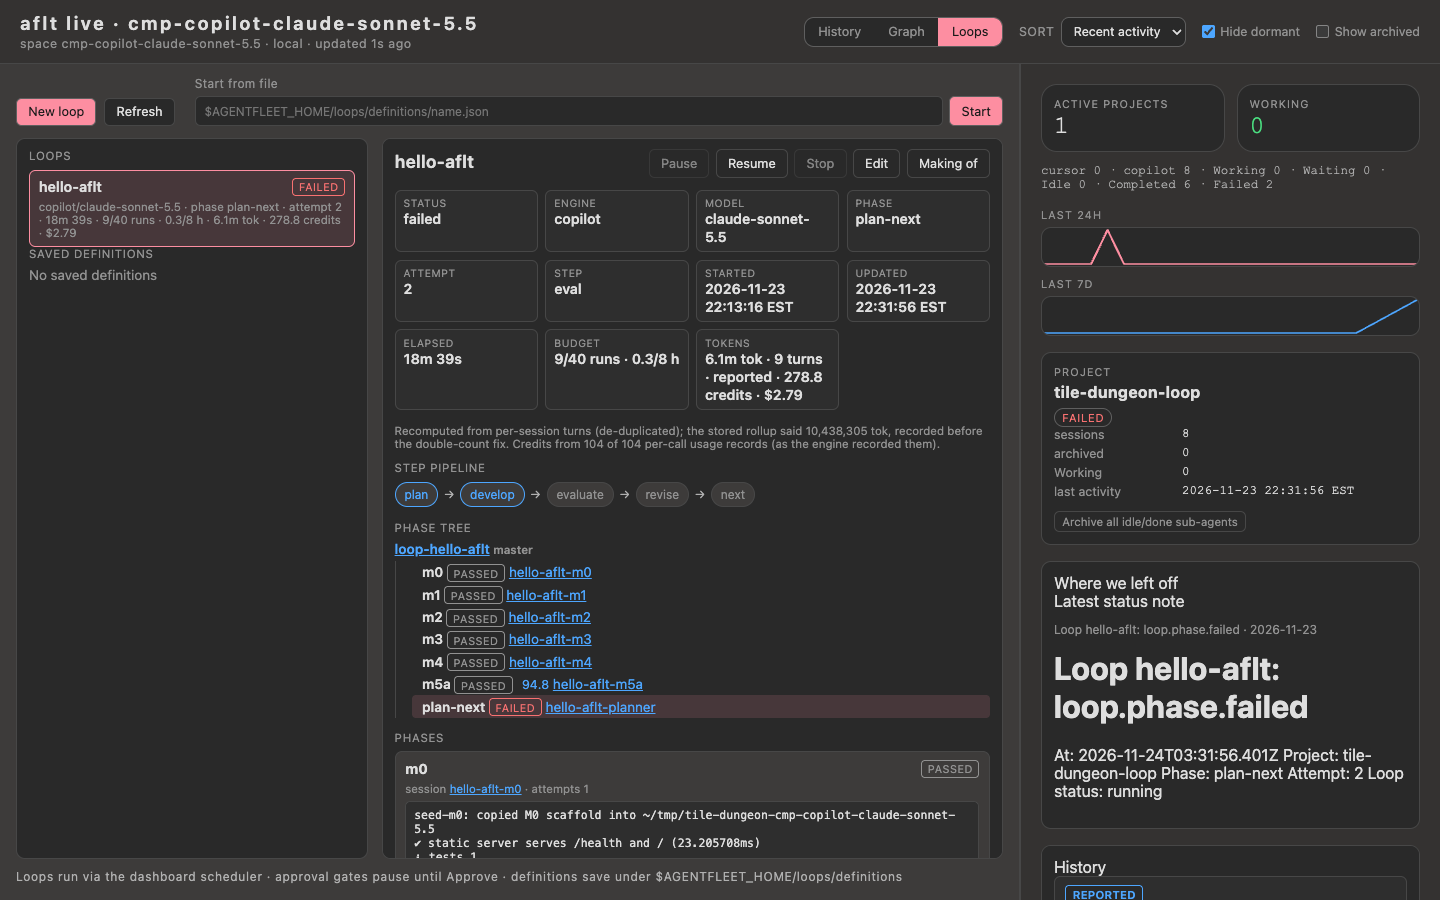 aflt live · cmp-copilot-claude-sonnet-5.5
space cmp-copilot-claude-sonnet-5.5 · local · updated 1s ago
History
Graph
Loops
SORT
Recent activity
Hide dormant
Show archived
New loop
Refresh
Start from file
$AGENTFLEET_HOME/loops/definitions/name.json
Start
LOOPS
hello-aflt
FAILED
copilot/claude-sonnet-5.5 · phase plan-next · attempt 2
· 18m 39s · 9/40 runs · 0.3/8 h · 6.1m tok · 278.8 credits
· $2.79
SAVED DEFINITIONS
No saved definitions
hello-aflt
Pause
Resume
Stop
Edit
Making of
STATUS
failed
ENGINE
copilot
MODEL
claude-sonnet-
5.5
PHASE
plan-next
ATTEMPT
2
STEP
eval
STARTED
2026-11-23
22:13:16 EST
UPDATED
2026-11-23
22:31:56 EST
ELAPSED
18m 39s
BUDGET
9/40 runs · 0.3/8 h
TOKENS
6.1m tok · 9 turns
· reported · 278.8
credits · $2.79
Recomputed from per-session turns (de-duplicated); the stored rollup said 10,438,305 tok, recorded before
the double-count fix. Credits from 104 of 104 per-call usage records (as the engine recorded them).
STEP PIPELINE
plan → develop → evaluate → revise → next
PHASE TREE
loop-hello-aflt master
m0 PASSED hello-aflt-m0
m1 PASSED hello-aflt-m1
m2 PASSED hello-aflt-m2
m3 PASSED hello-aflt-m3
m4 PASSED hello-aflt-m4
m5a PASSED 94.8 hello-aflt-m5a
plan-next FAILED hello-aflt-planner
PHASES
m0
PASSED
session hello-aflt-m0 · attempts 1
seed-m0: copied M0 scaffold into ~/tmp/tile-dungeon-cmp-copilot-claude-sonnet-
5.5
✔ static server serves /health and / (23.205708ms)
tests 1
Loops run via the dashboard scheduler · approval gates pause until Approve · definitions save under $AGENTFLEET_HOME/loops/definitions
ACTIVE PROJECTS
1
WORKING
0
cursor 0 · copilot 8 · Working 0 · Waiting 0 ·
Idle 0 · Completed 6 · Failed 2
LAST 24H
LAST 7D
PROJECT
tile-dungeon-loop
FAILED
sessions 8
archived 0
Working 0
last activity 2026-11-23 22:31:56 EST
Archive all idle/done sub-agents
Where we left off
Latest status note
Loop hello-aflt: loop.phase.failed · 2026-11-23
Loop hello-aflt:
loop.phase.failed
At: 2026-11-24T03:31:56.401Z Project: tile-
dungeon-loop Phase: plan-next Attempt: 2 Loop
status: running
History
REPORTED